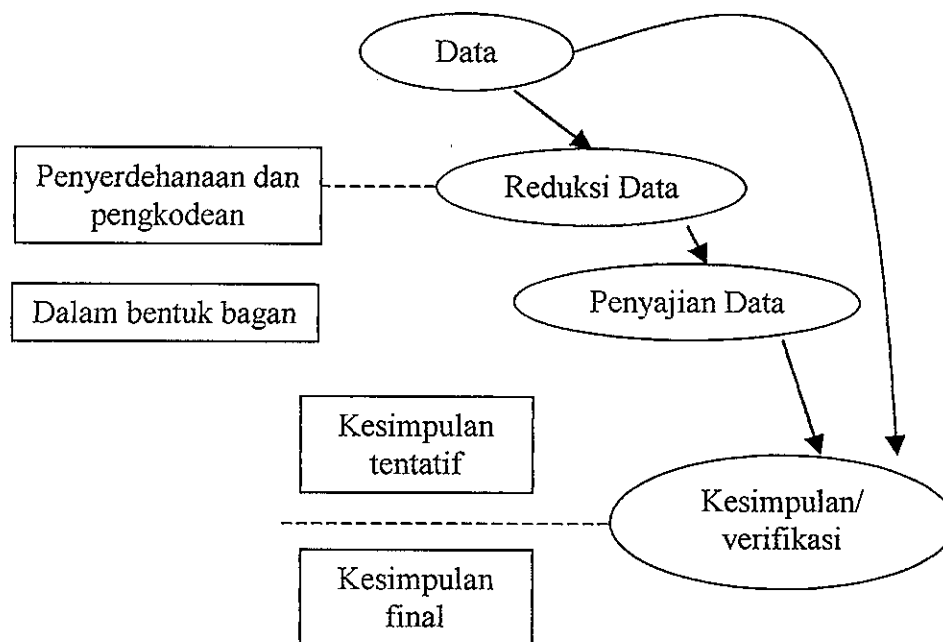 Data
Penyerdehanaan dan
pengkodean
Reduksi Data
Dalam bentuk bagan
Penyajian Data
Kesimpulan
tentatif
Kesimpulan/
verifikasi
Kesimpulan
final